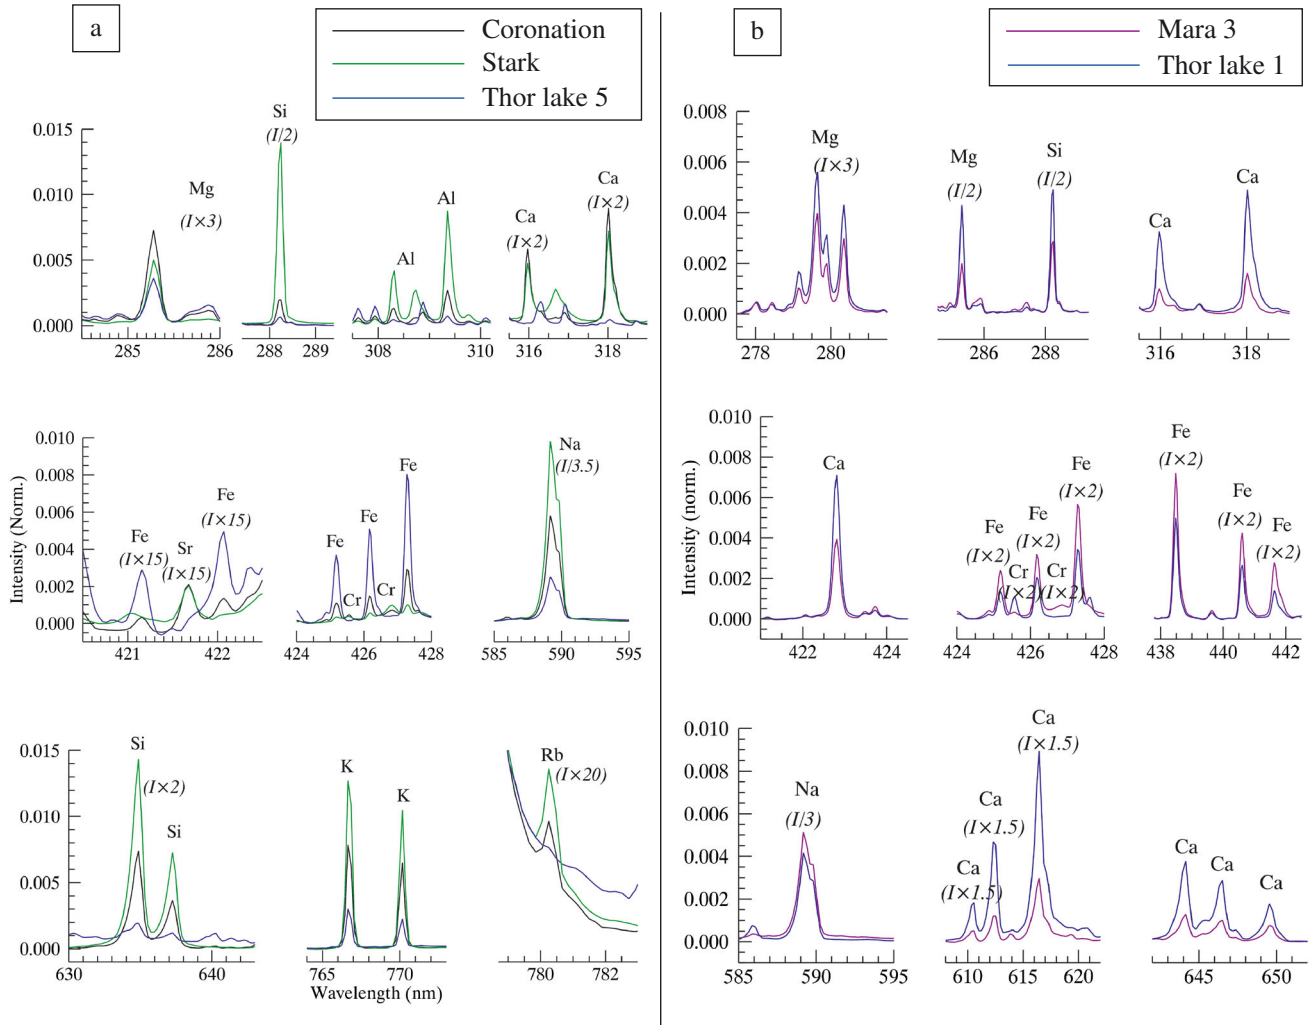 a
Coronation
Stark
Thor lake 5
b
Mara 3
Thor lake 1
0.015
0.010
0.005
0.000
Mg
(I×3)
Si
(I/2)
Al
Al
Ca
(I×2)
Ca
(I×2)
285 286 288 289 308 310 316 318
0.008
0.006
0.004
0.002
0.000
Mg
(I×3)
Mg
(I/2)
Si
(I/2)
Ca
Ca
278 280 286 288 316 318
Intensity (Norm.)
0.010
0.008
0.006
0.004
0.002
0.000
Fe
(I×15)
Sr
(I×15)
Fe
(I×15)
Fe
Cr
Fe
Cr
Fe
Na
(I/3.5)
421 422 424 426 428 585 590 595
Intensity (norm.)
0.010
0.008
0.006
0.004
0.002
0.000
Ca
Fe
(I×2)
Cr
(I×2)
Fe
(I×2)
Cr
(I×2)
Fe
(I×2)
Fe
(I×2)
Fe
(I×2)
Fe
(I×2)
422 424 424 426 428 438 440 442
0.015
0.010
0.005
0.000
Si
(I×2)
Si
K
K
Rb
(I×20)
630 640 765 770 780 782
Wavelength (nm)
0.010
0.008
0.006
0.004
0.002
0.000
Na
(I/3)
Ca
(I×1.5)
Ca
(I×1.5)
Ca
(I×1.5)
Ca
Ca
Ca
585 590 595 610 615 620 645 650